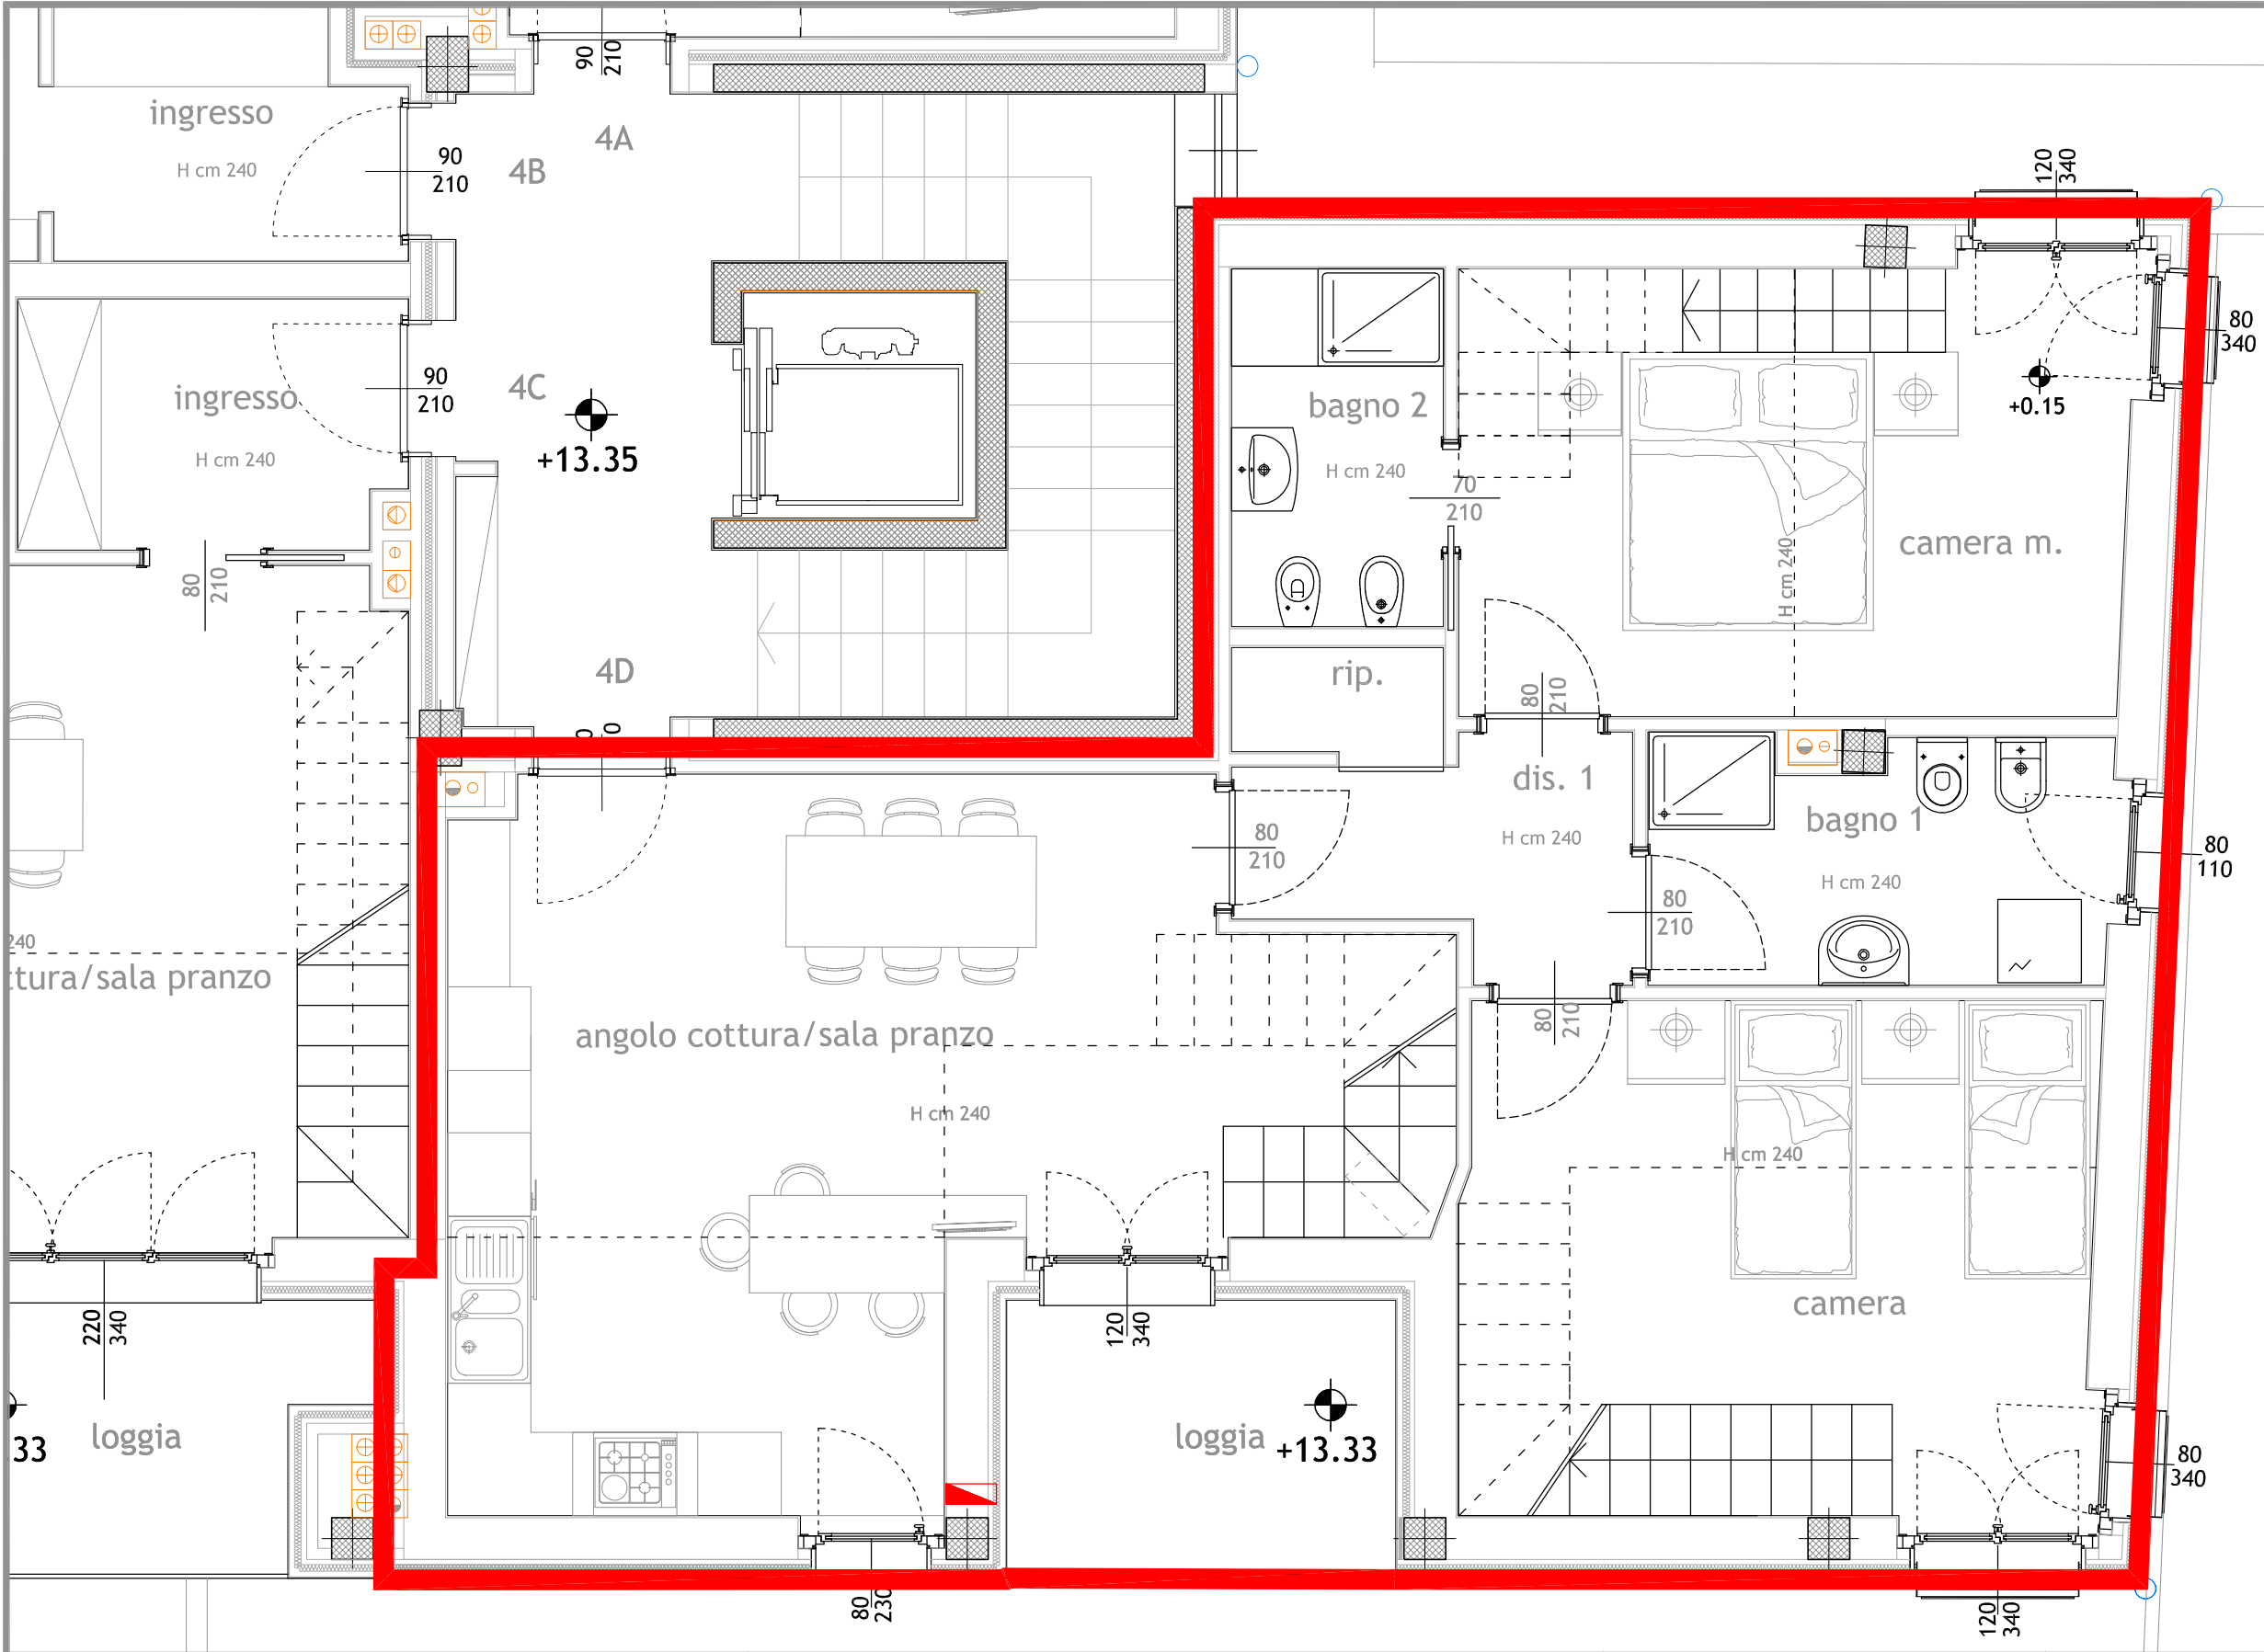 90
210
ingresso
H cm 240
90
210
4A
4B
120
340
80
340
+0.15
ingresso
H cm 240
90
210
4C
+13.35
bagno 2
H cm 240
70
210
camera m.
H cm 240
80
210
4D
rip.
80
210
dis. 1
H cm 240
80
210
bagno 1
H cm 240
80
110
80
210
240
ttura/sala pranzo
angolo cottura/sala pranzo
H cm 240
80
210
H cm 240
camera
220
340
120
340
33
loggia
loggia
+13.33
80
340
80
230
120
340